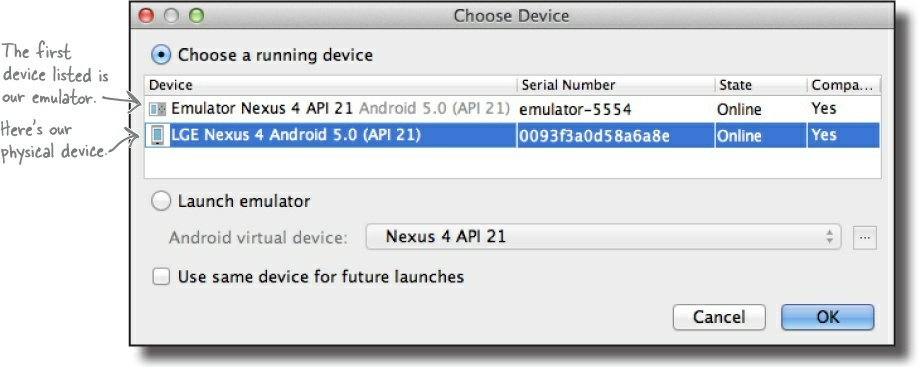 Choose Device
The first
device listed is
our emulator.
Here's our
physical device.
Choose a running device
Device Serial Number State Compa...
Emulator Nexus 4 API 21 Android 5.0 (API 21) emulator-5554 Online Yes
LGE Nexus 4 Android 5.0 (API 21) 0093f3a0d58a6a8e Online Yes
Launch emulator
Android virtual device: Nexus 4 API 21 ...
Use same device for future launches
Cancel OK